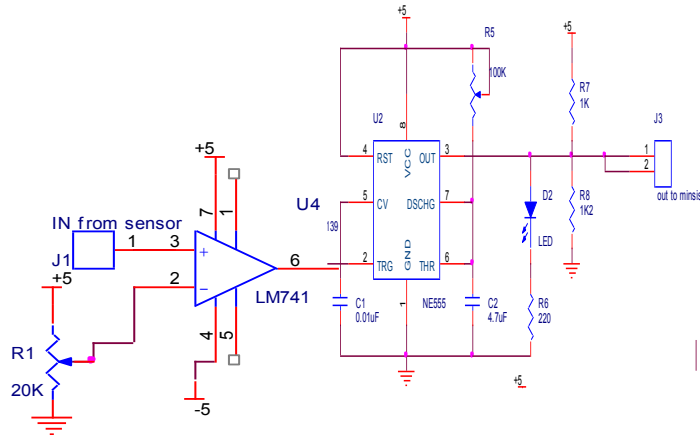 +5
R5
100K
+5
R7
1K
J3
U2
8
VCC
4 RST OUT 3
1
2
out to minsis
5 CV DSCHG 7
R8
1K2
D2
LED
139
2 TRG THR 6
GND
1
NE555
C1
0.01uF
C2
4.7uF
R6
220
+5
+5
7
1
U4
IN from sensor
1
3
+
J1
6
2
-
LM741
+5
4
5
R1
20K
-5